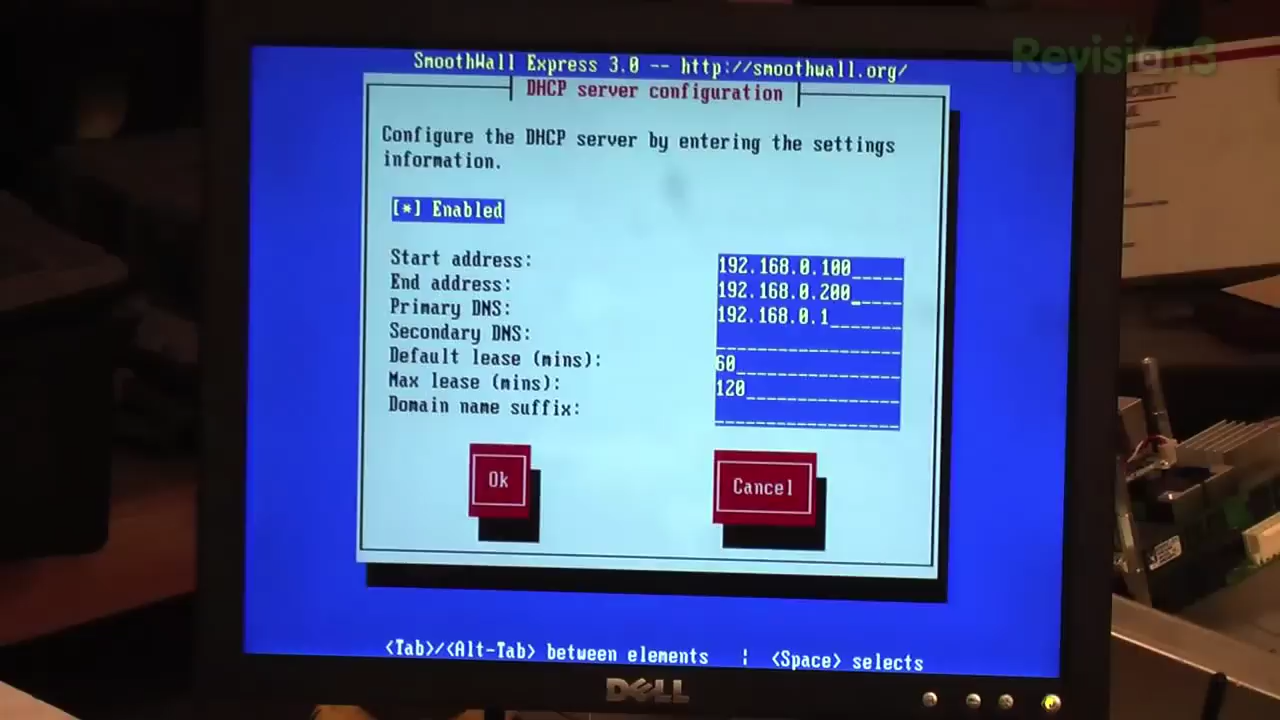 Revision3
SmoothWall Express 3.0 -- http://smoothwall.org/
DHCP server configuration
Configure the DHCP server by entering the settings
information.
[*] Enabled
Start address: 192.168.0.100
End address: 192.168.0.200
Primary DNS: 192.168.0.1
Secondary DNS:
Default lease (mins): 60
Max lease (mins): 120
Domain name suffix:
Ok Cancel
<Tab>/<Alt-Tab> between elements ¦ <Space> selects
DELL